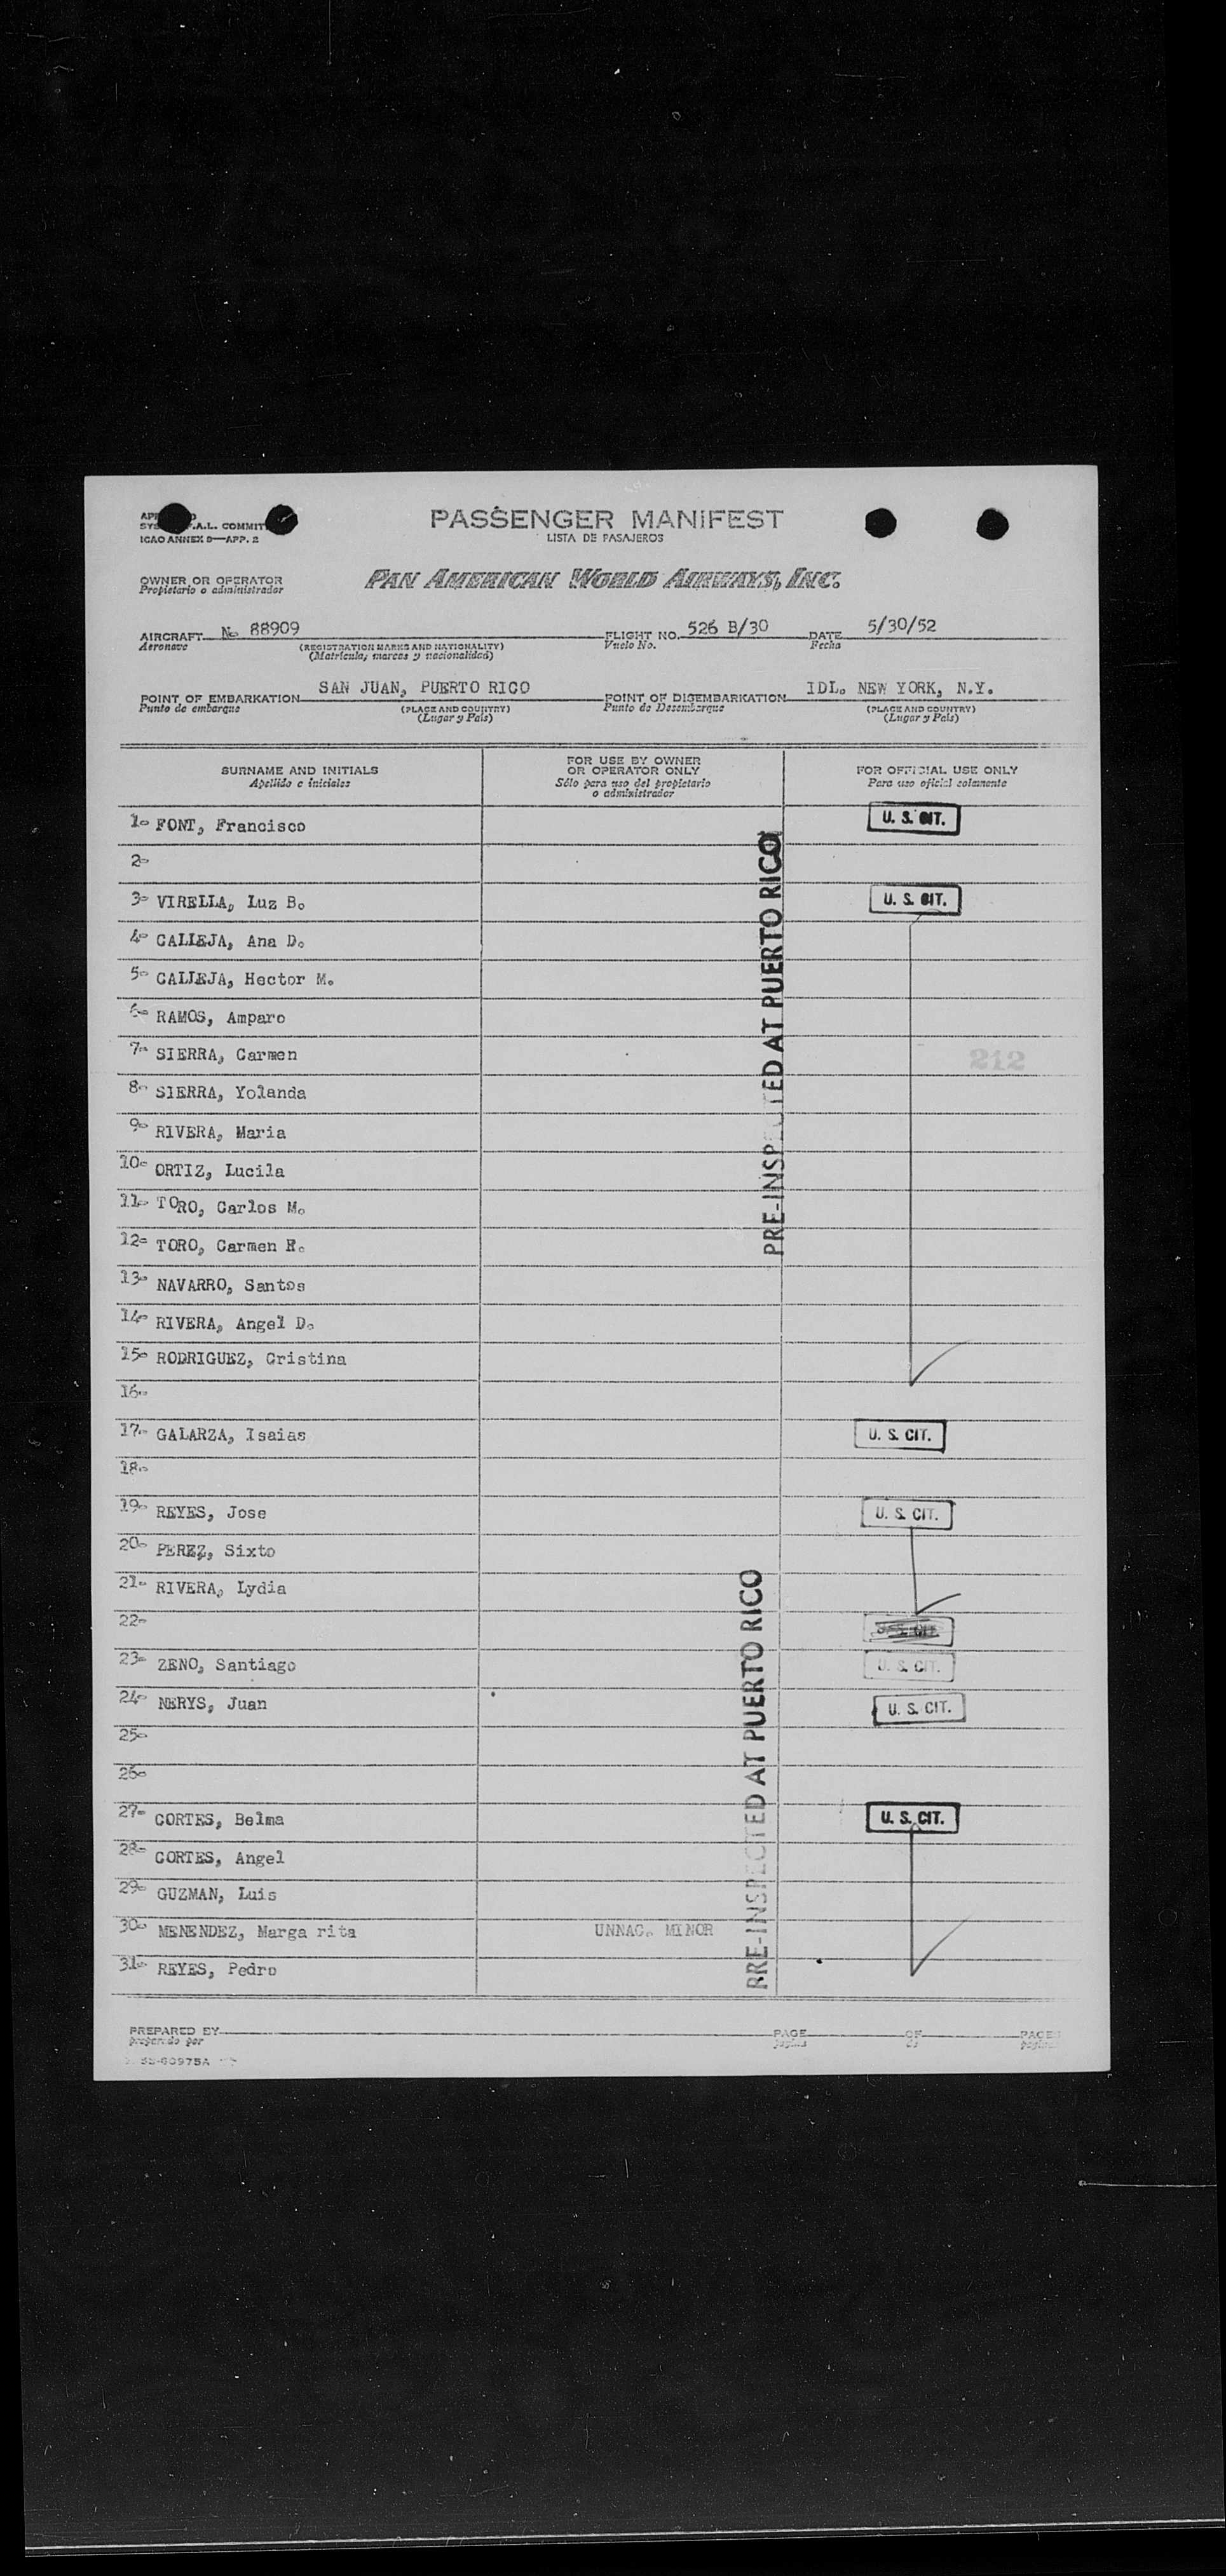 PASSENGER MANIFEST
LISTA DE PASAJEROS
ICAO ANNEX 9—APP. 2
OWNER OR OPERATOR
Propietario o administrador
PAN AMERICAN WORLD AIRWAYS, INC.
AIRCRAFT No 88909 FLIGHT NO. 526 B/30 DATE 5/30/52
Aeronave (REGISTRATION MARKS AND NATIONALITY) Vuelo No. Fecha
(Matrícula, marcas y nacionalidad)
POINT OF EMBARKATION SAN JUAN, PUERTO RICO POINT OF DISEMBARKATION IDL. NEW YORK, N.Y.
Punto de embarque (PLACE AND COUNTRY) Punto de Desembarque (PLACE AND COUNTRY)
(Lugar y País) (Lugar y País)
SURNAME AND INITIALS
Apellido e iniciales
FOR USE BY OWNER
OR OPERATOR ONLY
Sólo para uso del propietario
o administrador
FOR OFFICIAL USE ONLY
Para uso oficial solamente
1- FONT, Francisco U. S. CIT.
2-
3- VIRELLA, Luz B. U. S. CIT.
4- CALLEJA, Ana D.
5- CALLEJA, Hector M.
6- RAMOS, Amparo
7- SIERRA, Carmen
212
8- SIERRA, Yolanda
9- RIVERA, Maria
10- ORTIZ, Lucila
11- TORO, Carlos M.
12- TORO, Carmen E.
13- NAVARRO, Santos
14- RIVERA, Angel D.
15- RODRIGUEZ, Cristina
16-
17- GALARZA, Isaias U. S. CIT.
18-
19- REYES, Jose U. S. CIT.
20- PEREZ, Sixto
21- RIVERA, Lydia
22- U. S. CIT.
23- ZENO, Santiago U. S. CIT.
24- NERYS, Juan U. S. CIT.
25-
26-
27- CORTES, Belma U. S. CIT.
28- CORTES, Angel
29- GUZMAN, Luis
30- MENENDEZ, Marga rita UNNAC. MINOR
31- REYES, Pedro
PRE-INSPECTED AT PUERTO RICO
PRE-INSPECTED AT PUERTO RICO
PREPARED BY PAGE OF PAGES
preparado por página de páginas